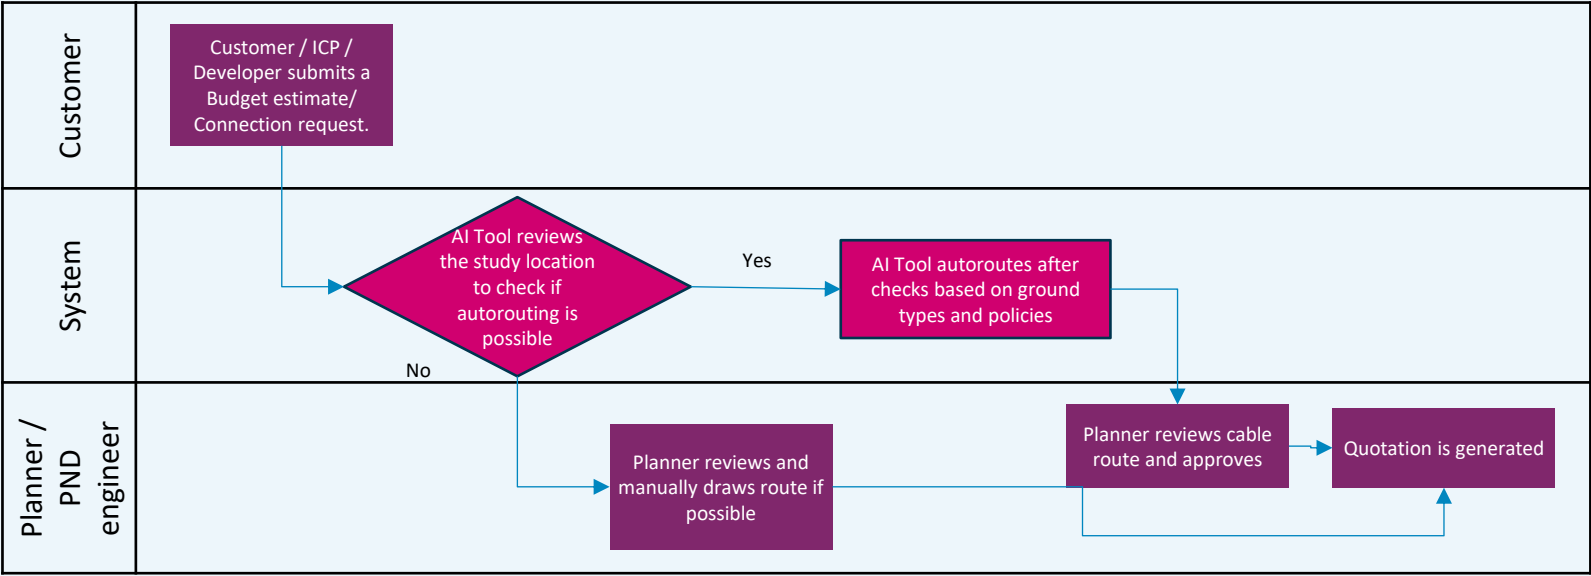 Customer
Customer / ICP /
Developer submits a
Budget estimate/
Connection request.
System
AI Tool reviews
the study location
to check if
autorouting is
possible
Yes
No
AI Tool autoroutes after
checks based on ground
types and policies
Planner /
PND
engineer
Planner reviews and
manually draws route if
possible
Planner reviews cable
route and approves
Quotation is generated